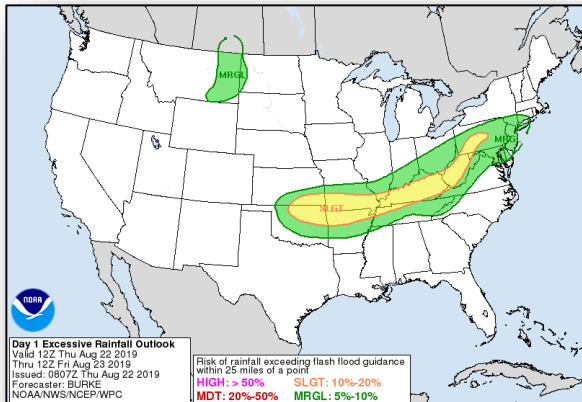 MRGL
MRG
SLGT
NOAA
Day 1 Excessive Rainfall Outlook
Valid 12Z Thu Aug 22 2019
Thru 12Z Fri Aug 23 2019
Issued: 0807Z Thu Aug 22 2019
Forecaster: BURKE
NOAA/NWS/NCEP/WPC
Risk of rainfall exceeding flash flood guidance
within 25 miles of a point
HIGH: > 50% SLGT: 10%-20%
MDT: 20%-50% MRGL: 5%-10%